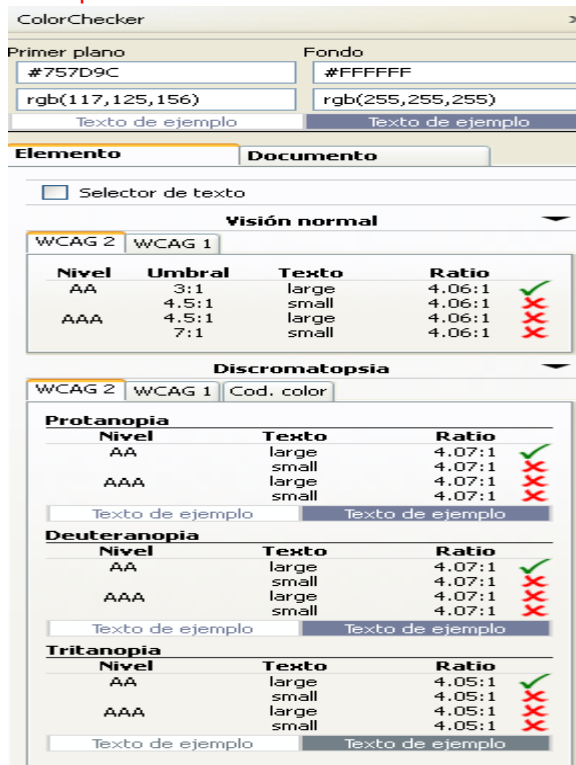 ColorChecker
Primer plano Fondo
#757D9C #FFFFFF
rgb(117,125,156) rgb(255,255,255)
Texto de ejemplo Texto de ejemplo
Elemento Documento
Selector de texto
Visión normal
WCAG 2 WCAG 1
Nivel Umbral Texto Ratio
AA 3:1 large 4.06:1
4.5:1 small 4.06:1
AAA 4.5:1 large 4.06:1
7:1 small 4.06:1
Discromatopsia
WCAG 2 WCAG 1 Cod. color
Protanopia
Nivel Texto Ratio
AA large 4.07:1
small 4.07:1
AAA large 4.07:1
small 4.07:1
Texto de ejemplo Texto de ejemplo
Deuteranopia
Nivel Texto Ratio
AA large 4.07:1
small 4.07:1
AAA large 4.07:1
small 4.07:1
Texto de ejemplo Texto de ejemplo
Tritanopia
Nivel Texto Ratio
AA large 4.05:1
small 4.05:1
AAA large 4.05:1
small 4.05:1
Texto de ejemplo Texto de ejemplo